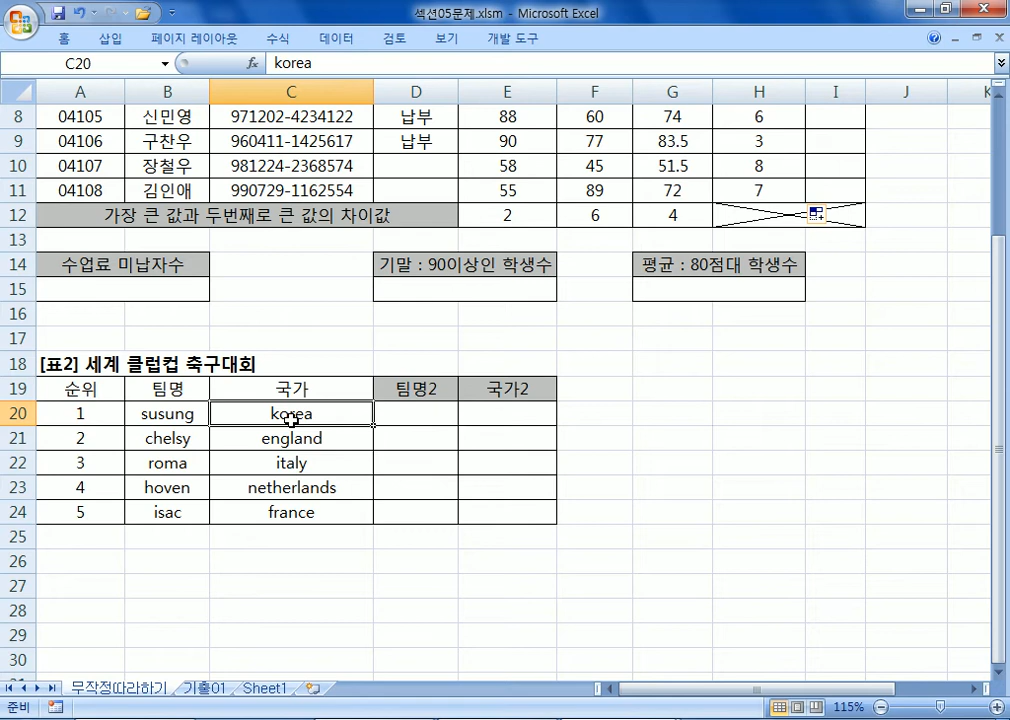 섹션05문제.xlsm - Microsoft Excel
홈 삽입 페이지 레이아웃 수식 데이터 검토 보기 개발 도구
C20 fx korea
A B C D E F G H I J K
8 04105 신민영 971202-4234122 납부 88 60 74 6
9 04106 구찬우 960411-1425617 납부 90 77 83.5 3
10 04107 장철우 981224-2368574 58 45 51.5 8
11 04108 김인애 990729-1162554 55 89 72 7
12 가장 큰 값과 두번째로 큰 값의 차이값 2 6 4
13
14 수업료 미납자수 기말 : 90이상인 학생수 평균 : 80점대 학생수
15
16
17
18 [표2] 세계 클럽컵 축구대회
19 순위 팀명 국가 팀명2 국가2
20 1 susung korea
21 2 chelsy england
22 3 roma italy
23 4 hoven netherlands
24 5 isac france
25
26
27
28
29
30
무작정따라하기 기출01 Sheet1
준비 115%